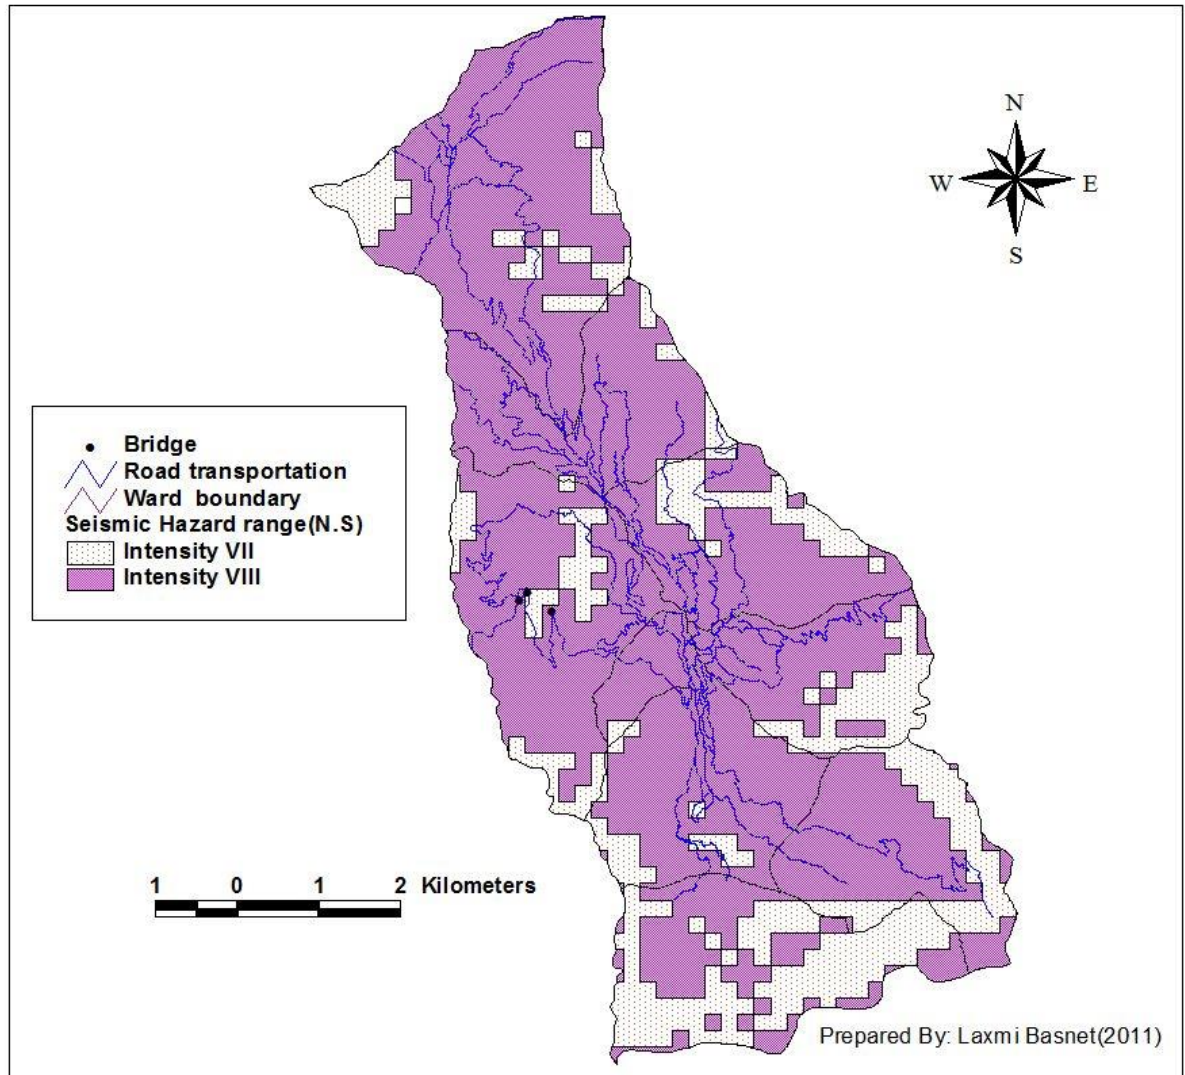 N
W E
S
Bridge
Road transportation
Ward boundary
Seismic Hazard range(N.S)
Intensity VII
Intensity VIII
1 0 1 2 Kilometers
Prepared By: Laxmi Basnet(2011)